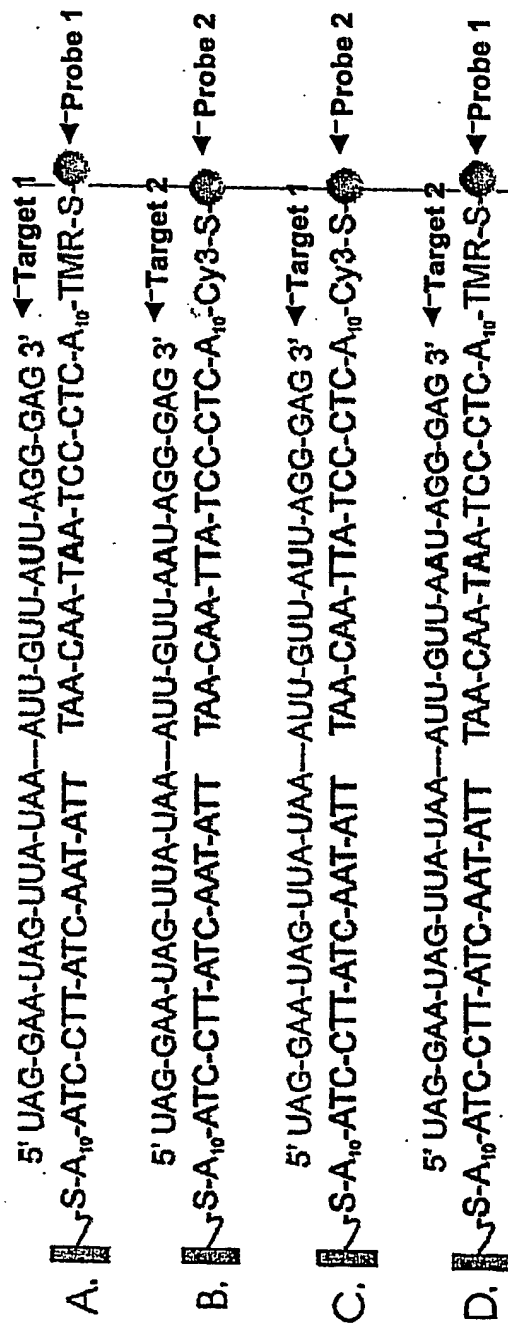 5' UAG-GAA-UAG-UUA-UAA—AUU-GUU-AUU-AGG-GAG 3' Target 1
A. S-A10-ATC-CTT-ATC-AAT-ATT TAA-CAA-TAA-TCC-CTC-A10-TMR-S- Probe 1
5' UAG-GAA-UAG-UUA-UAA—AUU-GUU-AAU-AGG-GAG 3' Target 2
B. S-A10-ATC-CTT-ATC-AAT-ATT TAA-CAA-TTA-TCC-CTC-A10-Cy3-S- Probe 2
5' UAG-GAA-UAG-UUA-UAA—AUU-GUU-AUU-AGG-GAG 3' Target 1
C. S-A10-ATC-CTT-ATC-AAT-ATT TAA-CAA-TTA-TCC-CTC-A10-Cy3-S- Probe 2
5' UAG-GAA-UAG-UUA-UAA—AUU-GUU-AAU-AGG-GAG 3' Target 2
D. S-A10-ATC-CTT-ATC-AAT-ATT TAA-CAA-TAA-TCC-CTC-A10-TMR-S- Probe 1